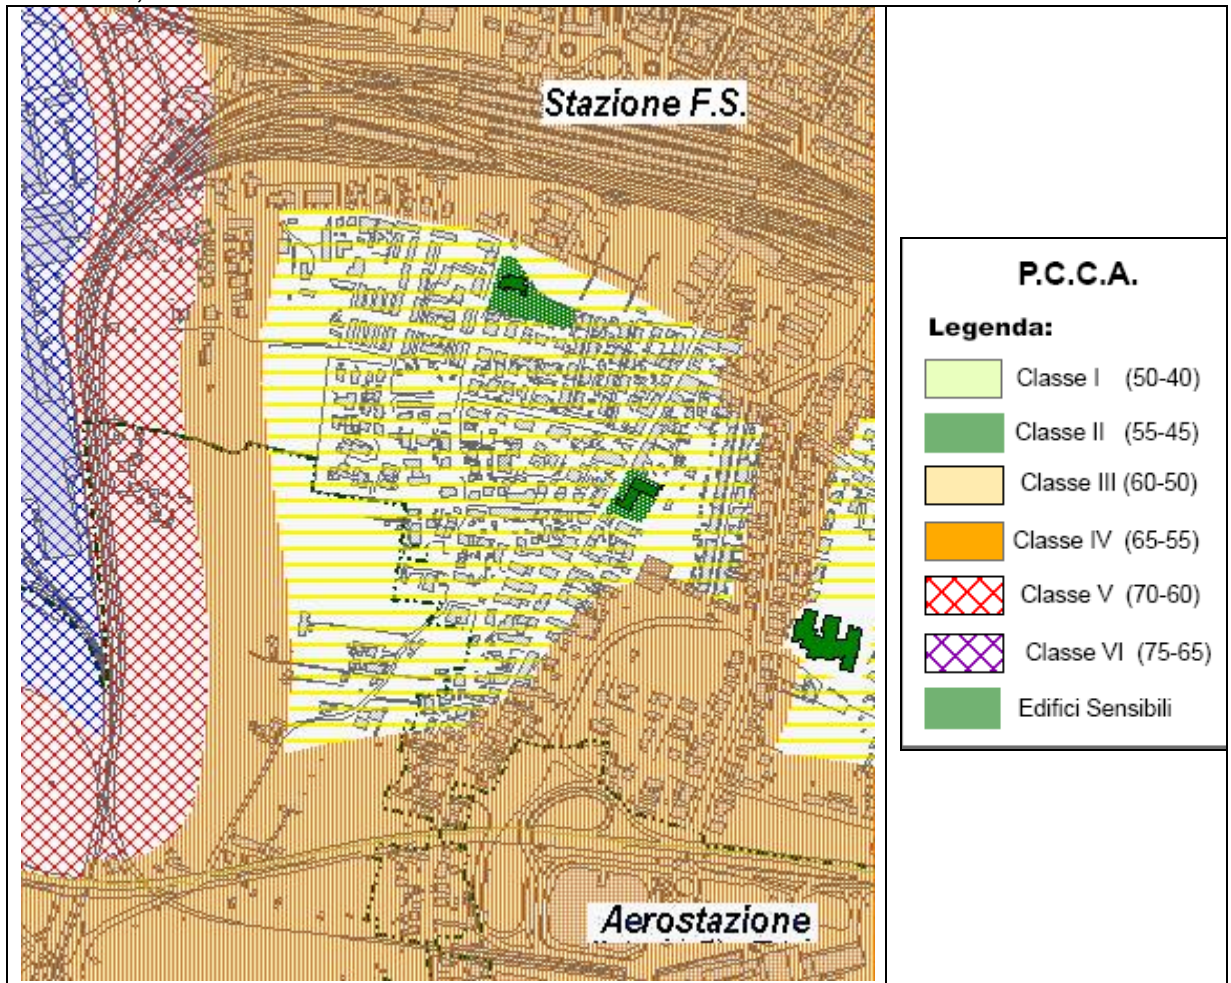 Stazione F.S.
Aerostazione
P.C.C.A.
Legenda:
Classe I (50-40)
Classe II (55-45)
Classe III (60-50)
Classe IV (65-55)
Classe V (70-60)
Classe VI (75-65)
Edifici Sensibili